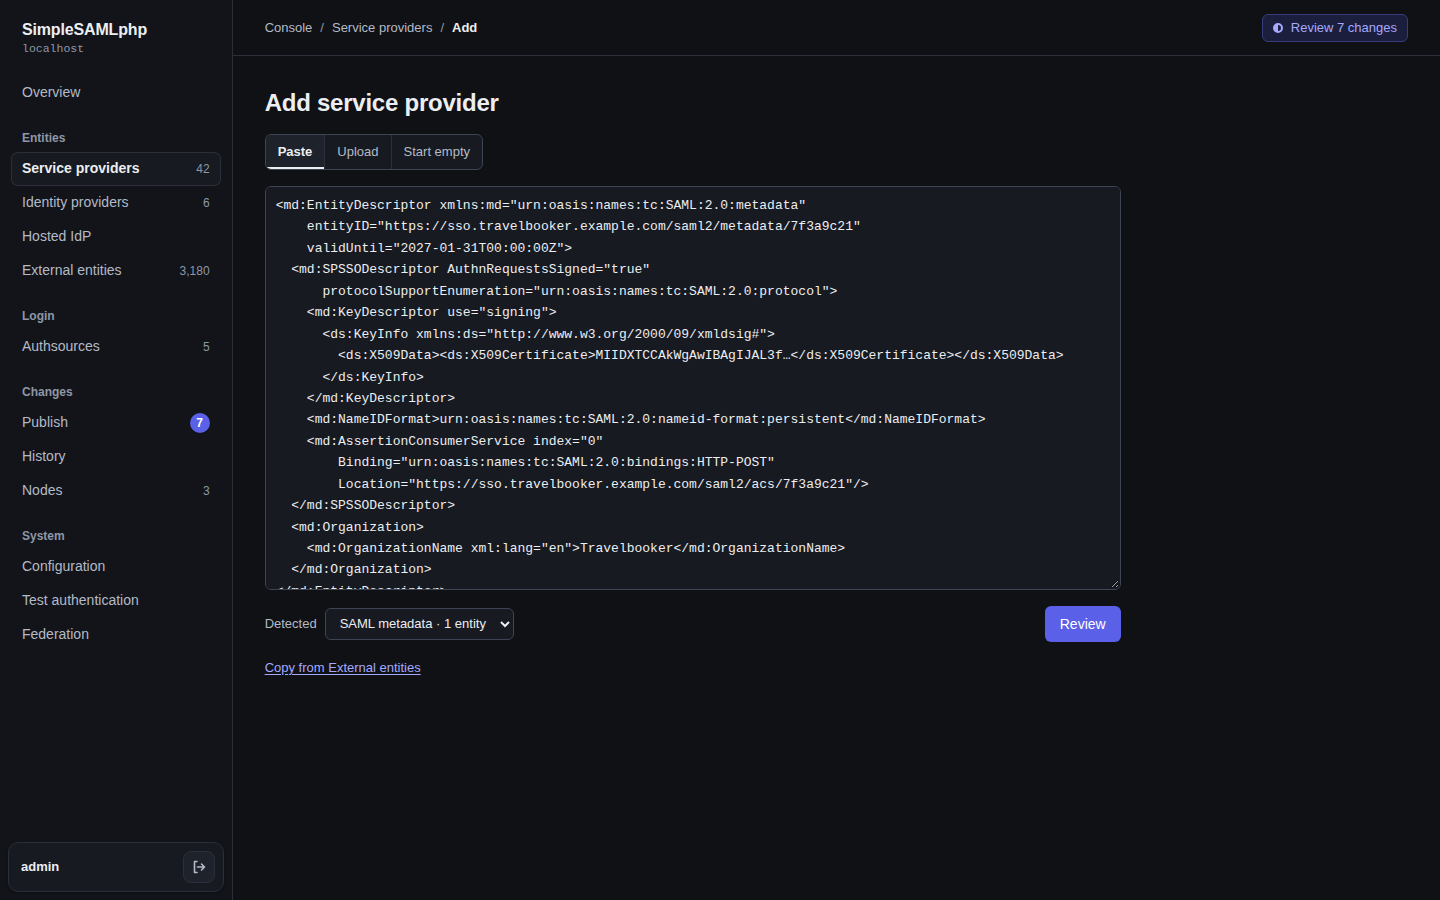 SimpleSAMLphp
localhost
Overview
Entities
Service providers 42
Identity providers 6
Hosted IdP
External entities 3,180
Login
Authsources 5
Changes
Publish 7
History
Nodes 3
System
Configuration
Test authentication
Federation
admin
Console / Service providers / Add
Review 7 changes
Add service provider
Paste Upload Start empty
<md:EntityDescriptor xmlns:md="urn:oasis:names:tc:SAML:2.0:metadata"
    entityID="https://sso.travelbooker.example.com/saml2/metadata/7f3a9c21"
    validUntil="2027-01-31T00:00:00Z">
  <md:SPSSODescriptor AuthnRequestsSigned="true"
      protocolSupportEnumeration="urn:oasis:names:tc:SAML:2.0:protocol">
    <md:KeyDescriptor use="signing">
      <ds:KeyInfo xmlns:ds="http://www.w3.org/2000/09/xmldsig#">
        <ds:X509Data><ds:X509Certificate>MIIDXTCCAkWgAwIBAgIJAL3f…</ds:X509Certificate></ds:X509Data>
      </ds:KeyInfo>
    </md:KeyDescriptor>
    <md:NameIDFormat>urn:oasis:names:tc:SAML:2.0:nameid-format:persistent</md:NameIDFormat>
    <md:AssertionConsumerService index="0"
        Binding="urn:oasis:names:tc:SAML:2.0:bindings:HTTP-POST"
        Location="https://sso.travelbooker.example.com/saml2/acs/7f3a9c21"/>
  </md:SPSSODescriptor>
  <md:Organization>
    <md:OrganizationName xml:lang="en">Travelbooker</md:OrganizationName>
  </md:Organization>
</md:EntityDescriptor>
Detected SAML metadata · 1 entity
Review
Copy from External entities